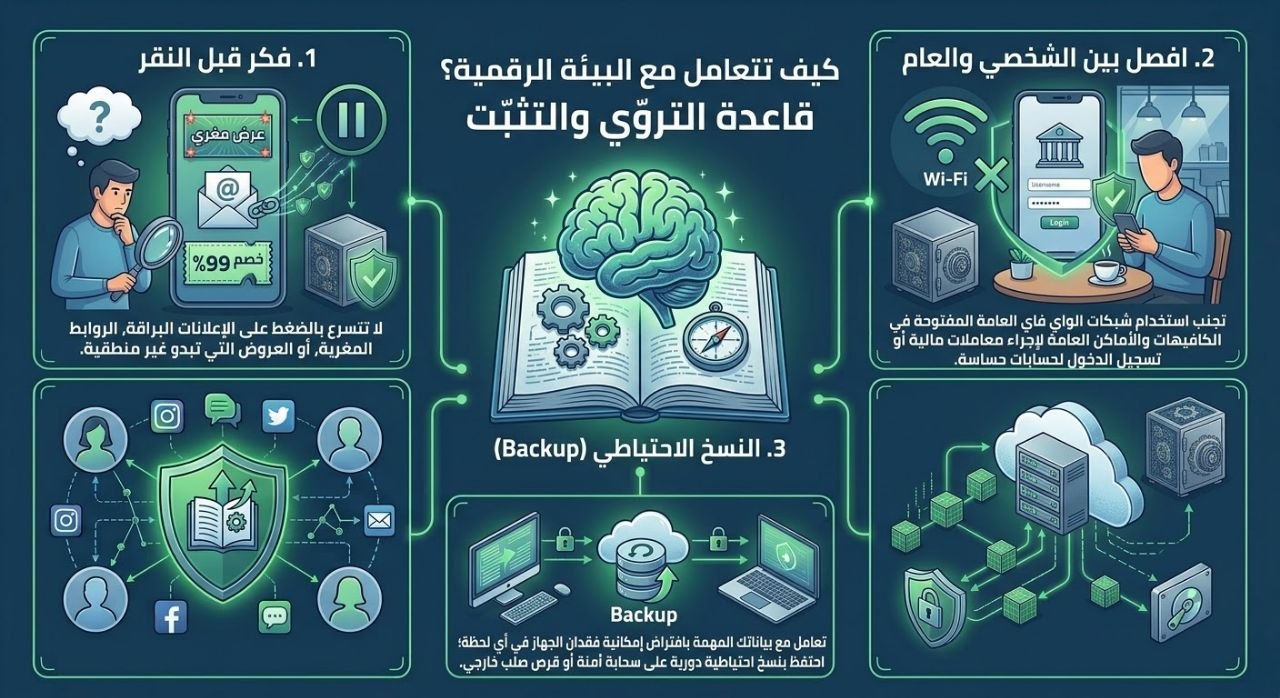 كيف تتعامل مع البيئة الرقمية؟
قاعدة التروّي والتثبّت
1. فكر قبل النقر
عرض مغري
@
خصم 99%
?
لا تتسرع بالضغط على الإعلانات البراقة، الروابط
المغرية، أو العروض التي تبدو غير منطقية.
2. افصل بين الشخصي والعام
Wi-Fi
Username
Login
تجنب استخدام شبكات الواي فاي العامة المفتوحة في
الكافيهات والأماكن العامة لإجراء معاملات مالية أو
تسجيل الدخول لحسابات حساسة.
3. النسخ الاحتياطي (Backup)
Backup
تعامل مع بياناتك المهمة بافتراض إمكانية فقدان الجهاز في أي لحظة؛
احتفظ بنسخ احتياطية دورية على سحابة آمنة أو قرص صلب خارجي.